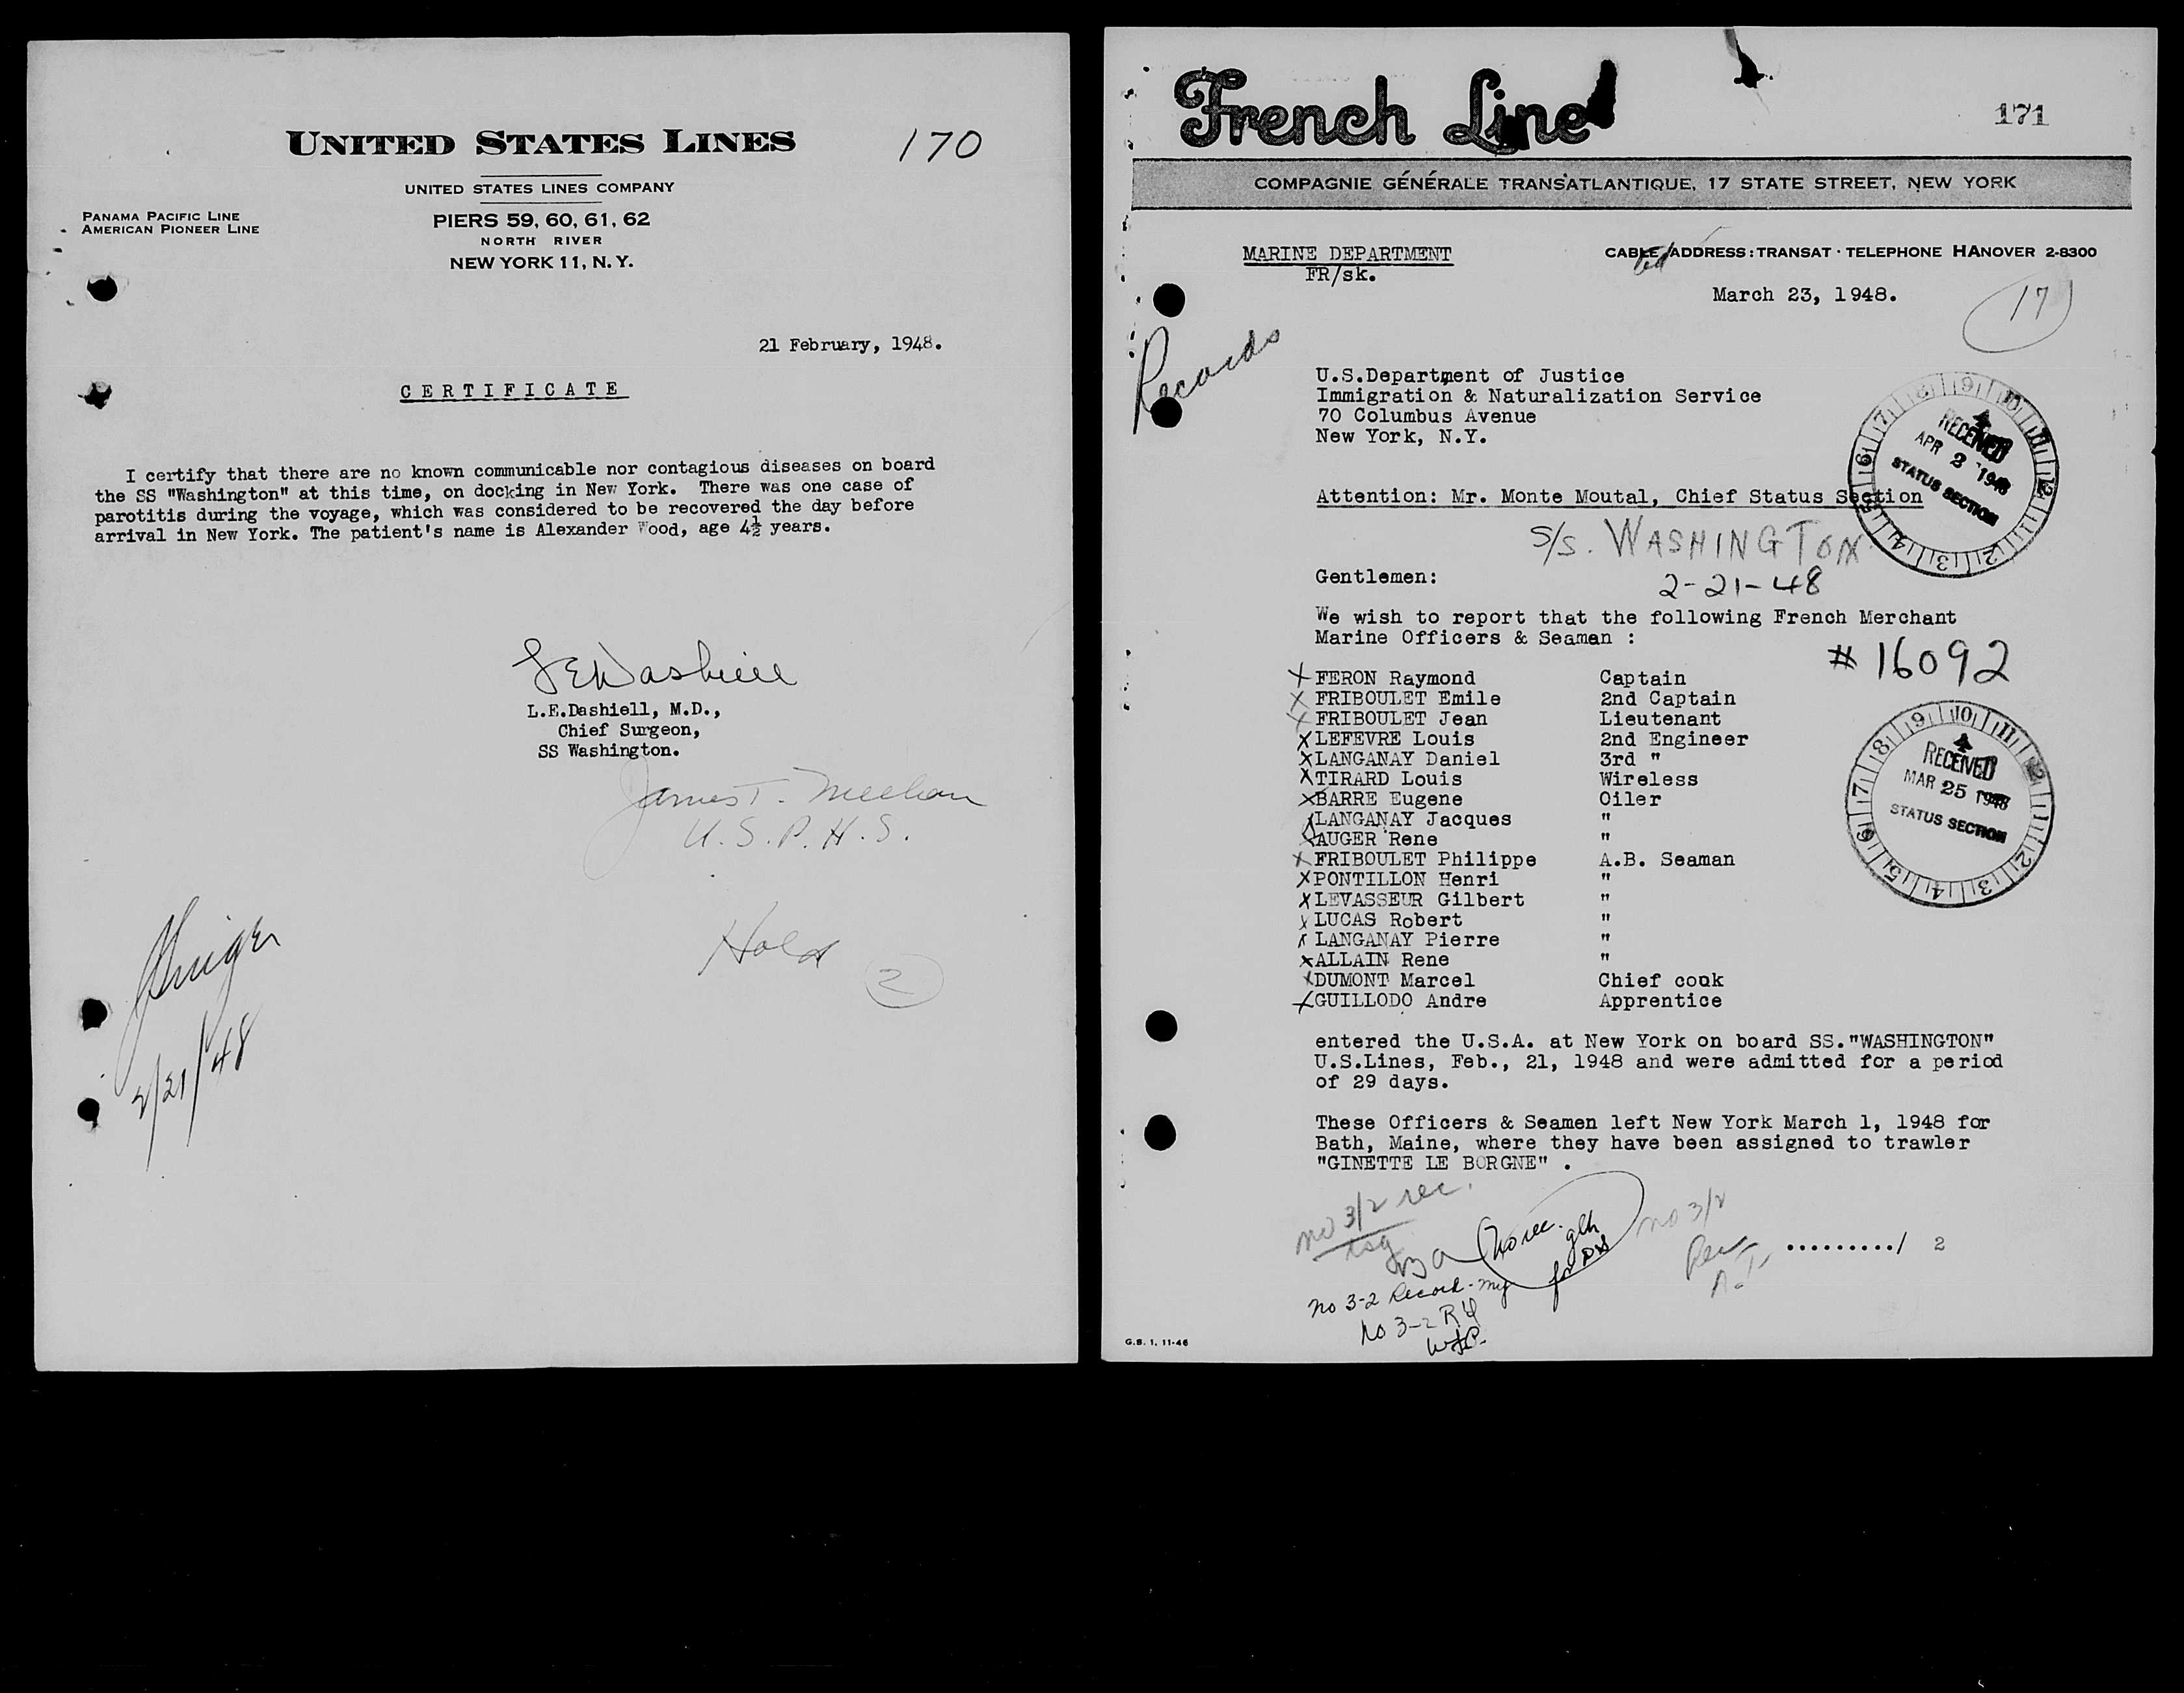 UNITED STATES LINES
170
UNITED STATES LINES COMPANY
PANAMA PACIFIC LINE
AMERICAN PIONEER LINE
PIERS 59, 60, 61, 62
NORTH RIVER
NEW YORK 11, N. Y.
21 February, 1948.
CERTIFICATE
I certify that there are no known communicable nor contagious diseases on board
the SS "Washington" at this time, on docking in New York. There was one case of
parotitis during the voyage, which was considered to be recovered the day before
arrival in New York. The patient's name is Alexander Wood, age 4½ years.
L.E.Dashiell, M.D.,
Chief Surgeon,
SS Washington.
James T. Meehan
U.S.P.H.S.
Hold
2
2/21/48
French Line
171
COMPAGNIE GÉNÉRALE TRANSATLANTIQUE, 17 STATE STREET, NEW YORK
MARINE DEPARTMENT
FR/sk.
CABLE ADDRESS: TRANSAT · TELEPHONE HANOVER 2-8300
March 23, 1948.
17
Records
U.S.Department of Justice
Immigration & Naturalization Service
70 Columbus Avenue
New York, N.Y.
RECEIVED
APR 2 1948
STATUS SECTION
Attention: Mr. Monte Moutal, Chief Status Section
S/S. WASHINGTON
Gentlemen:
2-21-48
We wish to report that the following French Merchant
Marine Officers & Seaman :
# 16092
X FERON Raymond Captain
X FRIBOULET Emile 2nd Captain
X FRIBOULET Jean Lieutenant
X LEFEVRE Louis 2nd Engineer
X LANGANAY Daniel 3rd "
X TIRARD Louis Wireless
X BARRE Eugene Oiler
X LANGANAY Jacques "
X AUGER Rene "
X FRIBOULET Philippe A.B. Seaman
X PONTILLON Henri "
X LEVASSEUR Gilbert "
X LUCAS Robert "
X LANGANAY Pierre "
X ALLAIN Rene "
X DUMONT Marcel Chief cook
X GUILLODO Andre Apprentice
RECEIVED
MAR 25 1948
STATUS SECTION
entered the U.S.A. at New York on board SS."WASHINGTON"
U.S.Lines, Feb., 21, 1948 and were admitted for a period
of 29 days.
These Officers & Seamen left New York March 1, 1948 for
Bath, Maine, where they have been assigned to trawler
"GINETTE LE BORGNE" .
no 3/2 rec.
No rec. glh
no 3/2
........./ 2
no 3-2 Record-my
no 3-2
G.S. 1. 11-46